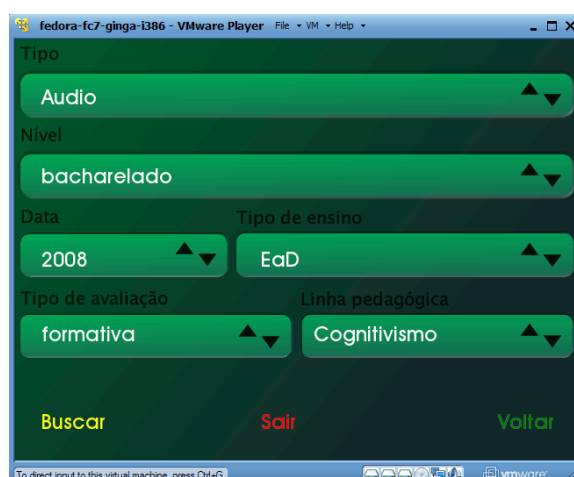 fedora-fc7-ginga-i386 - VMware Player File VM Help
Tipo
Audio
Nível
bacharelado
Data Tipo de ensino
2008 EaD
Tipo de avaliação Linha pedagógica
formativa Cognitivismo
Buscar Sair Voltar
To direct input to this virtual machine, press Ctrl+G. vmware